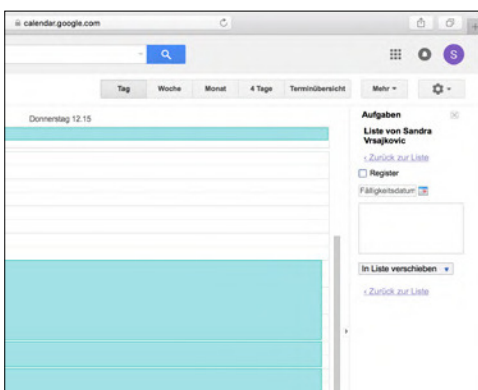 calendar.google.com
S
Tag Woche Monat 4 Tage Terminübersicht Mehr
Donnerstag 12.15
Aufgaben
Liste von Sandra
Vrsajkovic
‹ Zurück zur Liste
Register
Fälligkeitsdatum
In Liste verschieben
‹ Zurück zur Liste